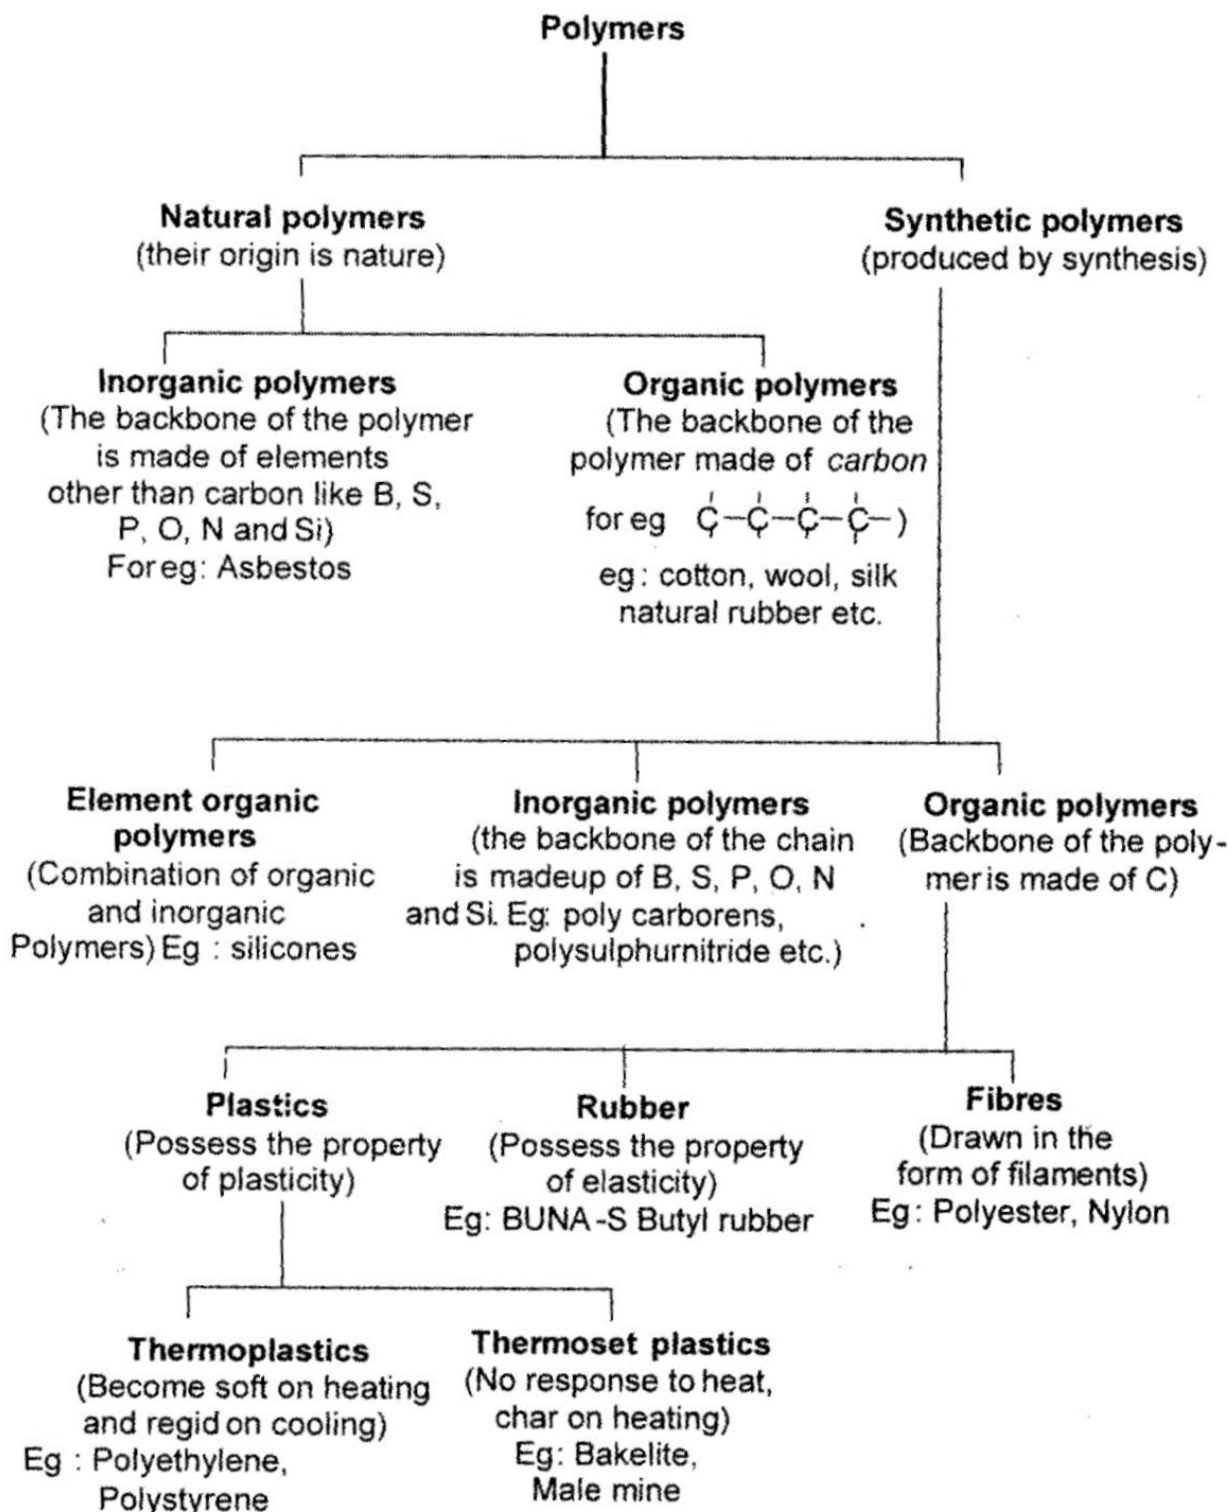 Polymers
Natural polymers
(their origin is nature)
Synthetic polymers
(produced by synthesis)
Inorganic polymers
(The backbone of the polymer
is made of elements
other than carbon like B, S,
P, O, N and Si)
For eg: Asbestos
Organic polymers
(The backbone of the
polymer made of carbon
for eg C-C-C-C-)
eg : cotton, wool, silk
natural rubber etc.
Element organic
polymers
(Combination of organic
and inorganic
Polymers) Eg : silicones
Inorganic polymers
(the backbone of the chain
is madeup of B, S, P, O, N
and Si. Eg: poly carborens,
polysulphurnitride etc.)
Organic polymers
(Backbone of the poly-
mer is made of C)
Plastics
(Possess the property
of plasticity)
Rubber
(Possess the property
of elasticity)
Eg: BUNA-S Butyl rubber
Fibres
(Drawn in the
form of filaments)
Eg : Polyester, Nylon
Thermoplastics
(Become soft on heating
and regid on cooling)
Eg : Polyethylene,
Polystyrene
Thermoset plastics
(No response to heat,
char on heating)
Eg: Bakelite,
Male mine